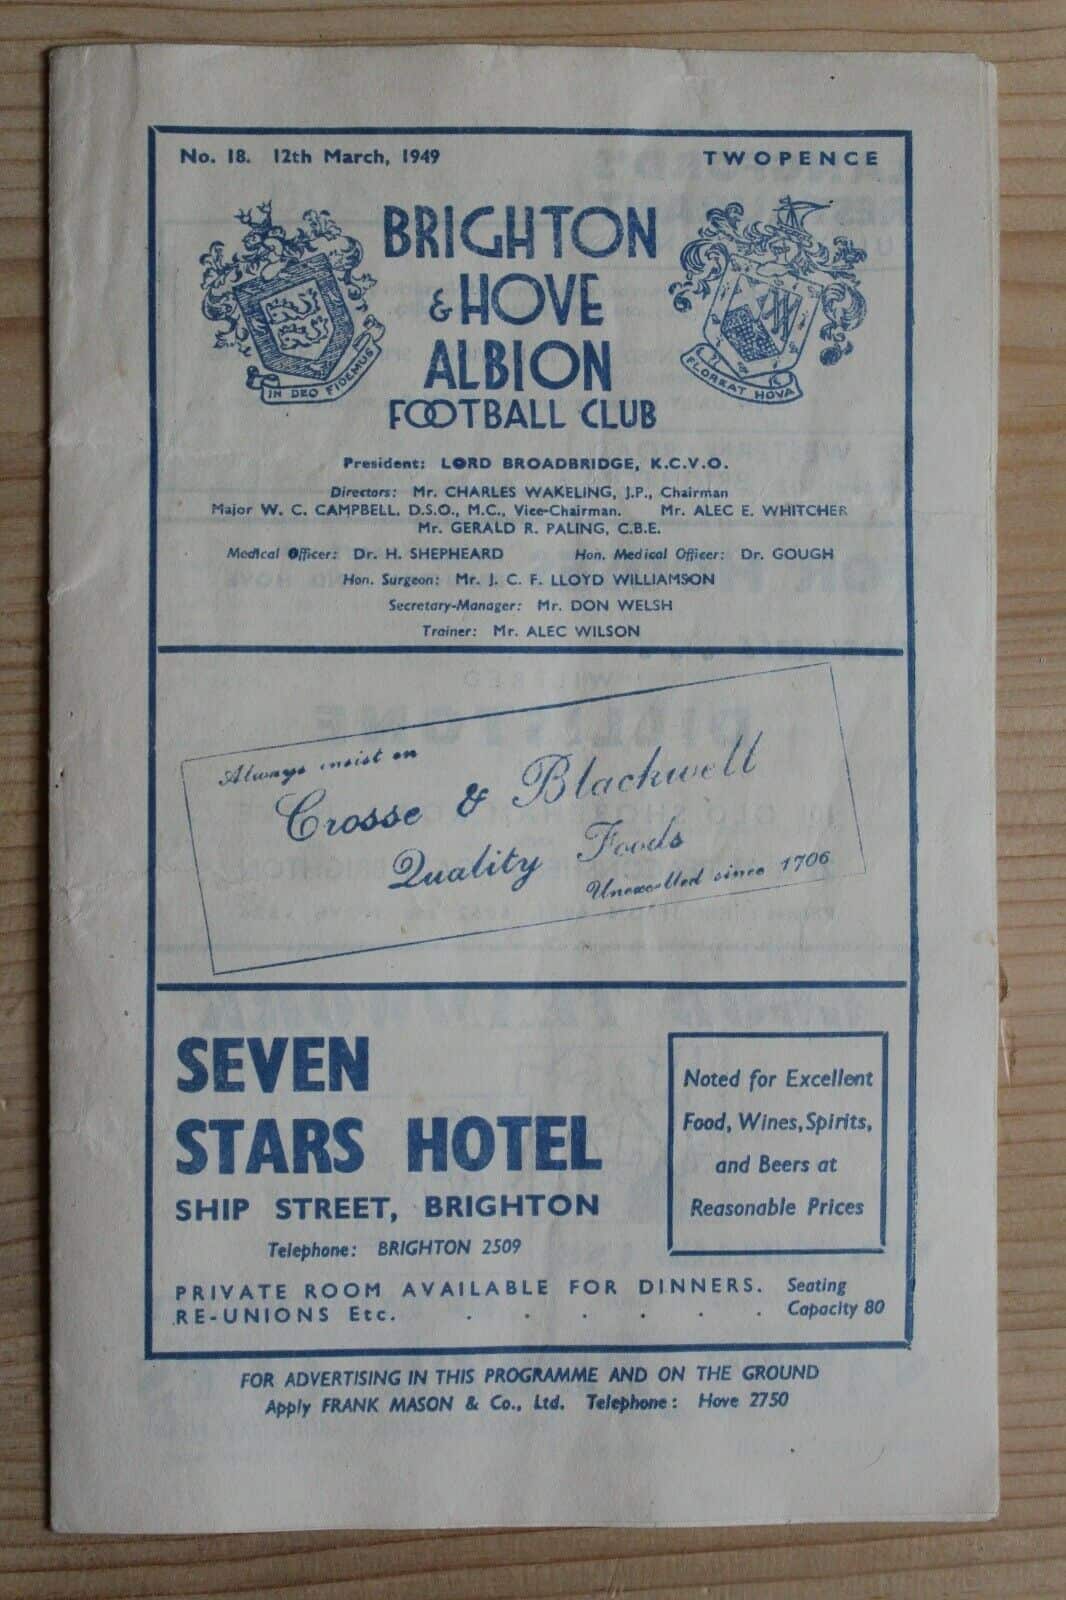 No. 18. 12th March, 1949
TWOPENCE
BRIGHTON
& HOVE
ALBION
FOOTBALL CLUB
IN DEO FIDEMUS
FLOREAT HOVA
President: LORD BROADBRIDGE, K.C.V.O.
Directors: Mr. CHARLES WAKELING, J.P., Chairman
Major W. C. CAMPBELL, D.S.O., M.C., Vice-Chairman. Mr. ALEC E. WHITCHER
Mr. GERALD R. PALING, C.B.E.
Medical Officer: Dr. H. SHEPHEARD Hon. Medical Officer: Dr. GOUGH
Hon. Surgeon: Mr. J. C. F. LLOYD WILLIAMSON
Secretary-Manager: Mr. DON WELSH
Trainer: Mr. ALEC WILSON
Always insist on
Crosse & Blackwell
Quality Foods
Unexcelled since 1706
SEVEN
STARS HOTEL
SHIP STREET, BRIGHTON
Telephone: BRIGHTON 2509
Noted for Excellent
Food, Wines, Spirits,
and Beers at
Reasonable Prices
PRIVATE ROOM AVAILABLE FOR DINNERS. Seating
RE-UNIONS Etc. . . . . . . Capacity 80
FOR ADVERTISING IN THIS PROGRAMME AND ON THE GROUND
Apply FRANK MASON & Co., Ltd. Telephone: Hove 2750